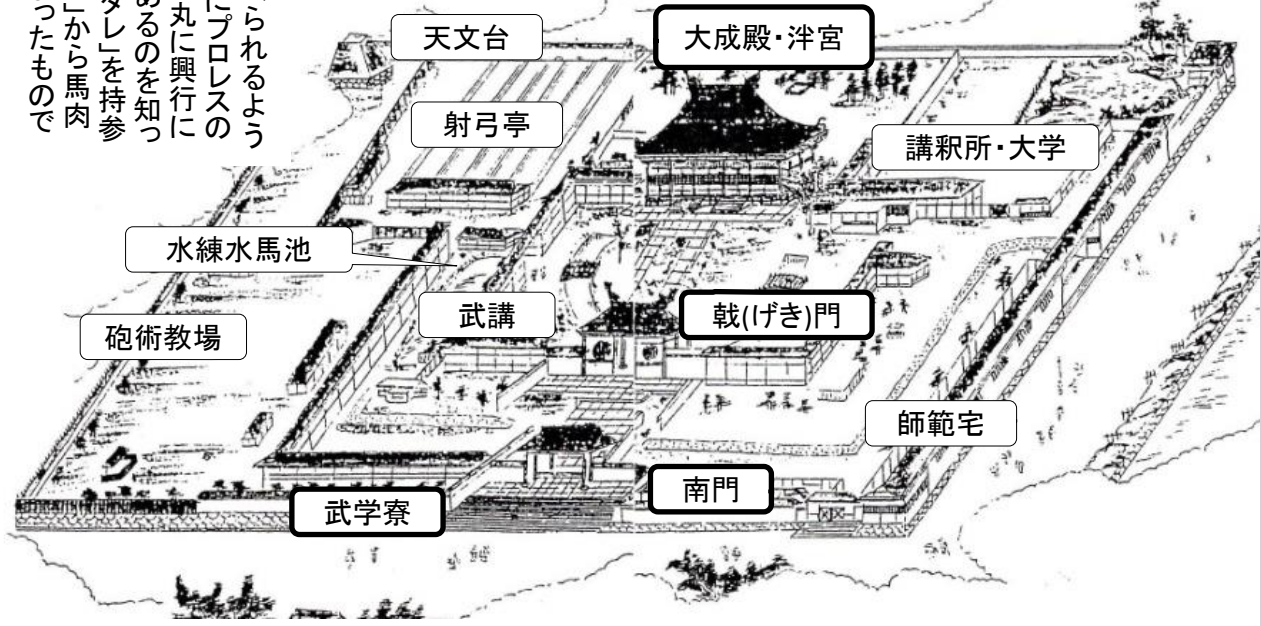 られるよう
にプロレスの
丸に興行に
あるのを知っ
タレ」を持参
」から馬肉
ったもので
天文台
大成殿・泮宮
射弓亭
講釈所・大学
水練水馬池
武講
戟(げき)門
砲術教場
師範宅
南門
武学寮